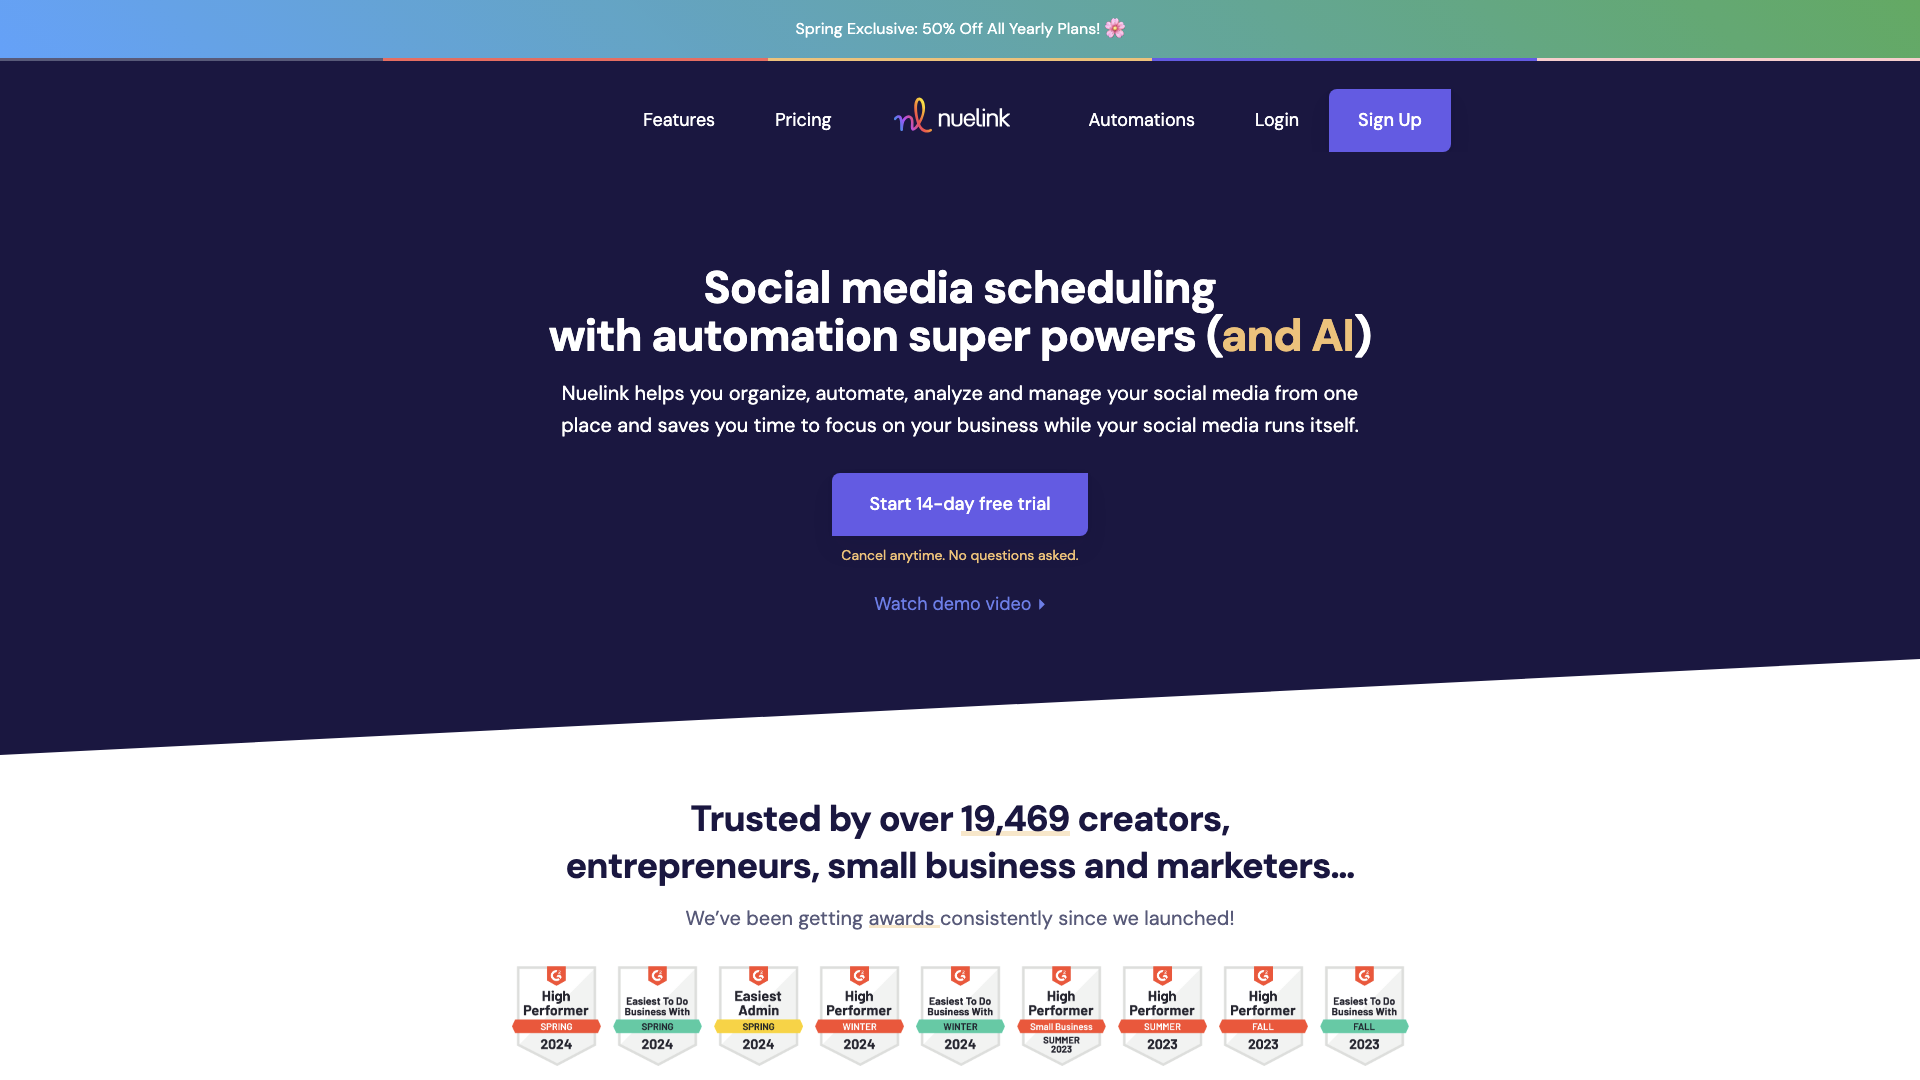 Spring Exclusive: 50% Off All Yearly Plans! 🌸
Features
Pricing
nl nuelink
Automations
Login
Sign Up
Social media scheduling
with automation super powers (and AI)
Nuelink helps you organize, automate, analyze and manage your social media from one
place and saves you time to focus on your business while your social media runs itself.
Start 14-day free trial
Cancel anytime. No questions asked.
Watch demo video
Trusted by over 19,469 creators,
entrepreneurs, small business and marketers...
We’ve been getting awards consistently since we launched!
High
Performer
SPRING
2024
Easiest To Do
Business With
SPRING
2024
Easiest
Admin
SPRING
2024
High
Performer
WINTER
2024
Easiest To Do
Business With
WINTER
2024
High
Performer
Small Business
SUMMER
2023
High
Performer
SUMMER
2023
High
Performer
FALL
2023
Easiest To Do
Business With
FALL
2023